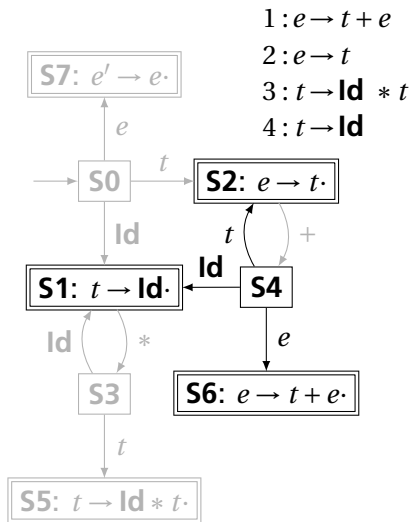 1: e → t + e
S7: e′ → e·
2: e → t
3: t → Id ∗ t
e
4: t → Id
t
S0
S2: e → t·
Id
t
+
Id
S1: t → Id·
S4
Id
∗
e
S3
S6: e → t + e·
t
S5: t → Id ∗ t·